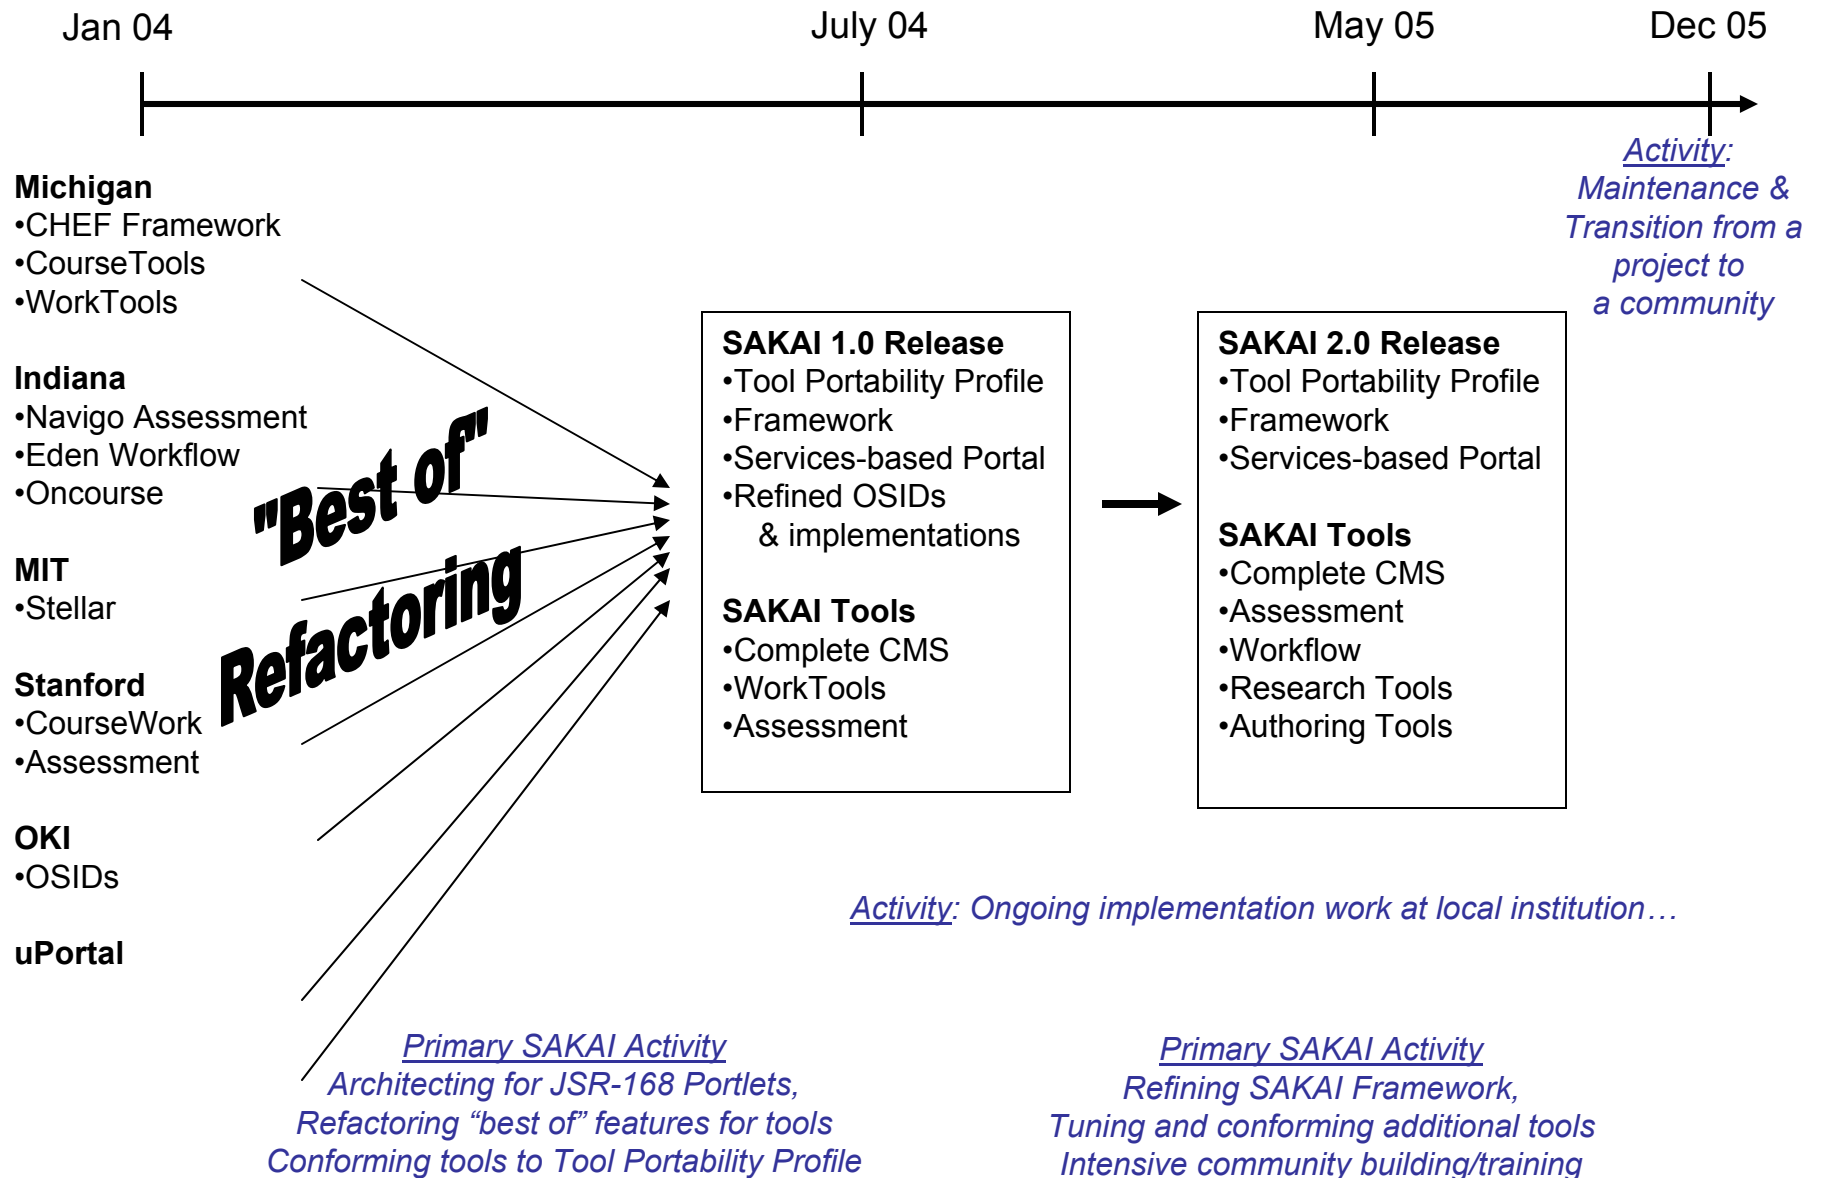 Jan 04
July 04
May 05
Dec 05
Activity:
Maintenance &
Transition from a
project to
a community
Michigan
•CHEF Framework
•CourseTools
•WorkTools
Indiana
•Navigo Assessment
•Eden Workflow
•Oncourse
MIT
•Stellar
Stanford
•CourseWork
•Assessment
OKI
•OSIDs
uPortal
"Best of"
Refactoring
SAKAI 1.0 Release
•Tool Portability Profile
•Framework
•Services-based Portal
•Refined OSIDs
& implementations
SAKAI Tools
•Complete CMS
•WorkTools
•Assessment
SAKAI 2.0 Release
•Tool Portability Profile
•Framework
•Services-based Portal
SAKAI Tools
•Complete CMS
•Assessment
•Workflow
•Research Tools
•Authoring Tools
Activity: Ongoing implementation work at local institution…
Primary SAKAI Activity
Architecting for JSR-168 Portlets,
Refactoring “best of” features for tools
Conforming tools to Tool Portability Profile
Primary SAKAI Activity
Refining SAKAI Framework,
Tuning and conforming additional tools
Intensive community building/training